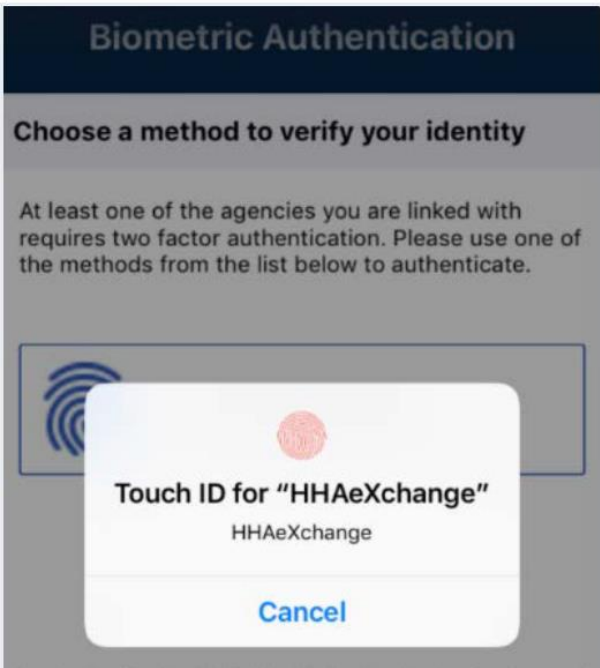 Biometric Authentication
Choose a method to verify your identity
At least one of the agencies you are linked with
requires two factor authentication. Please use one of
the methods from the list below to authenticate.
Touch ID for “HHAeXchange”
HHAeXchange
Cancel